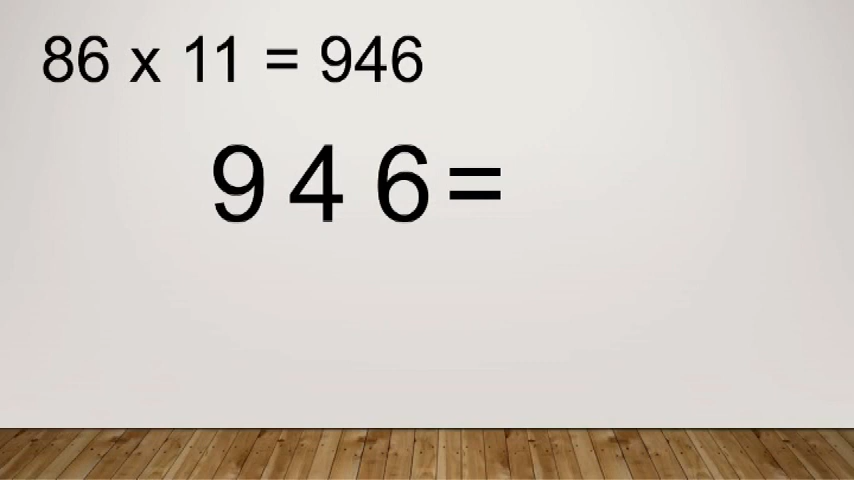 86 x 11 = 946
9 4 6 =